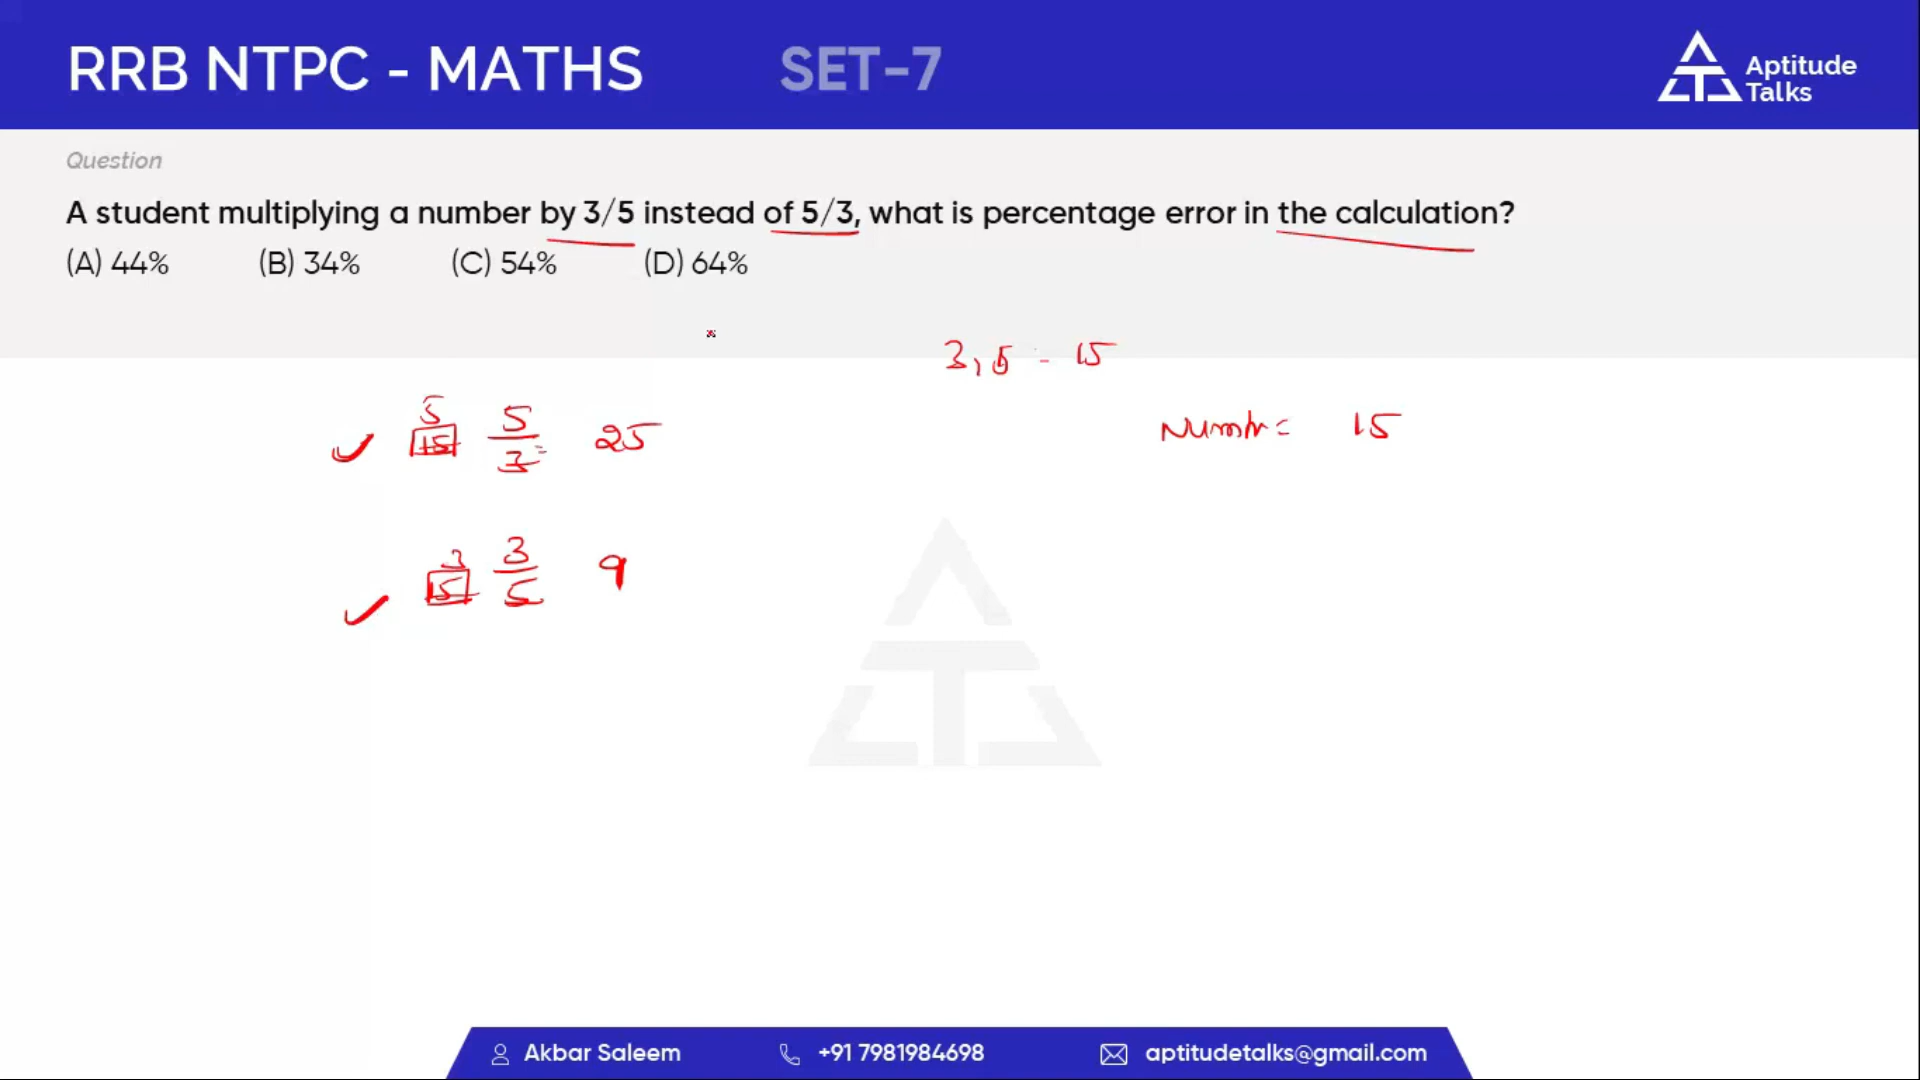 RRB NTPC - MATHS SET-7
Aptitude
Talks
Question
A student multiplying a number by 3/5 instead of 5/3, what is percentage error in the calculation?
(A) 44% (B) 34% (C) 54% (D) 64%
3, 5 - 15
5
15 5/3 = 25
Number = 15
3
15 3/5 9
Akbar Saleem +91 7981984698 aptitudetalks@gmail.com